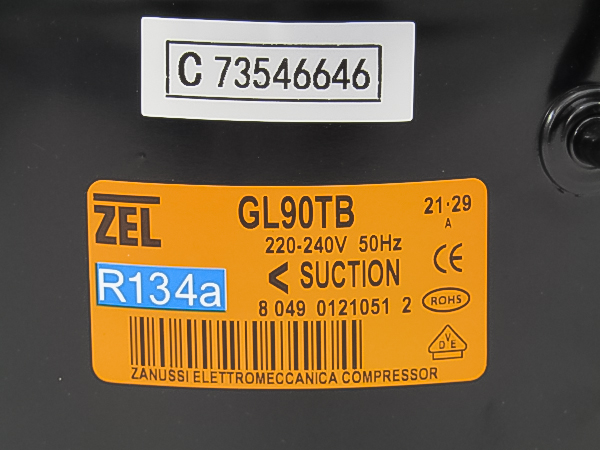 C 73546646
ZEL
GL90TB
21·29
A
220-240V 50Hz
R134a
< SUCTION
CE
8 049 0121051 2
ROHS
VDE
ZANUSSI ELETTROMECCANICA COMPRESSOR